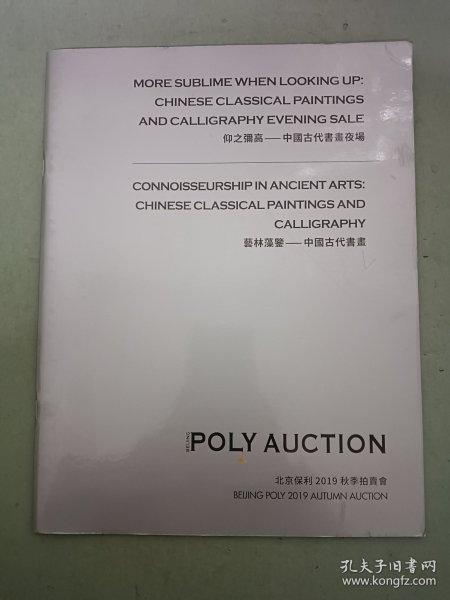 MORE SUBLIME WHEN LOOKING UP:
CHINESE CLASSICAL PAINTINGS
AND CALLIGRAPHY EVENING SALE
仰之彌高——中國古代書畫夜場
CONNOISSEURSHIP IN ANCIENT ARTS:
CHINESE CLASSICAL PAINTINGS AND
CALLIGRAPHY
藝林藻鑒——中國古代書畫
BEIJING
POLY AUCTION
北京保利 2019 秋季拍賣會
BEIJING POLY 2019 AUTUMN AUCTION
孔夫子旧书网
www.kongfz.com